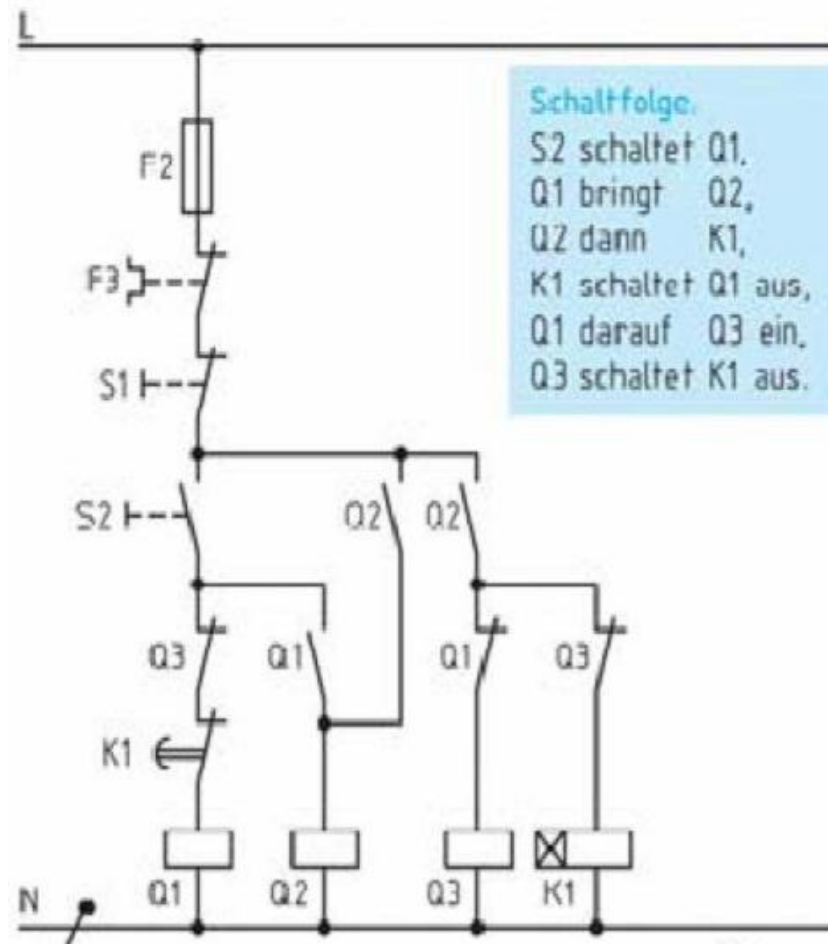 L
Schaltfolge.
S2 schaltet Q1,
Q1 bringt Q2,
Q2 dann K1,
K1 schaltet Q1 aus,
Q1 darauf Q3 ein,
Q3 schaltet K1 aus.
F2
F3
S1
S2 Q2 Q2
Q3 Q1 Q1 Q3
K1
N Q1 Q2 Q3 K1